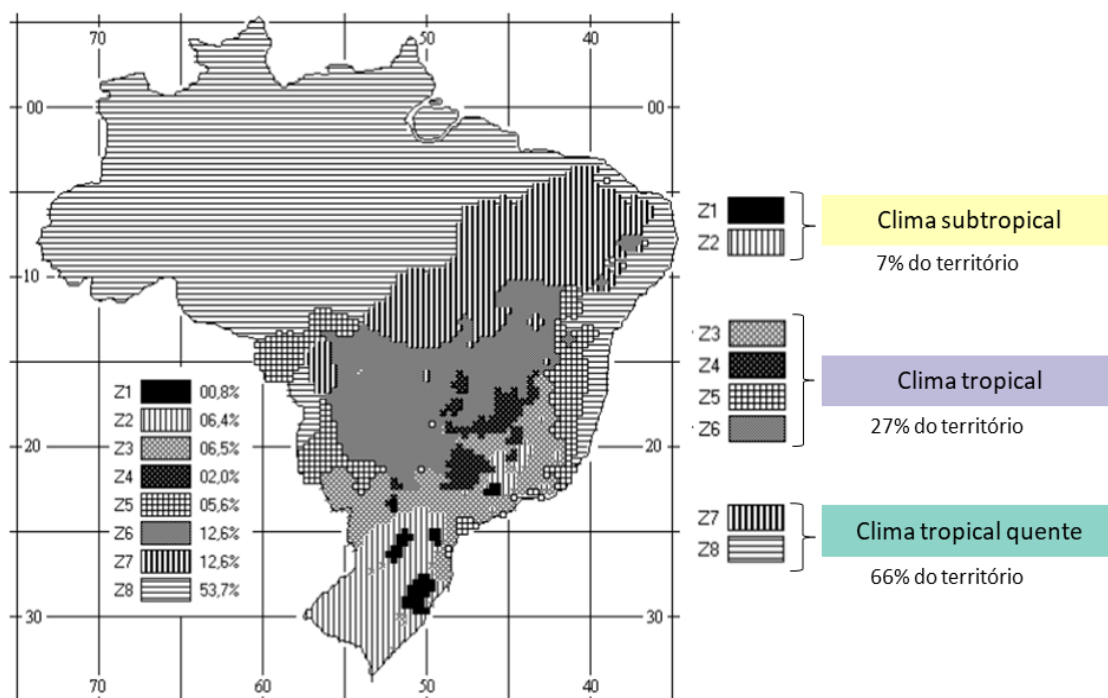 70 50 40
00 00
10
20 20
30 30
70 60 50 40
Z1 00,8%
Z2 06,4%
Z3 06,5%
Z4 02,0%
Z5 05,6%
Z6 12,6%
Z7 12,6%
Z8 53,7%
Z1
Z2
Clima subtropical
7% do território
Z3
Z4
Z5
Z6
Clima tropical
27% do território
Z7
Z8
Clima tropical quente
66% do território